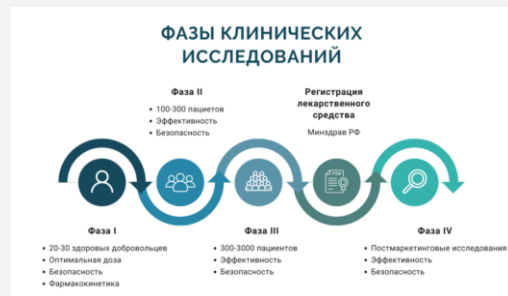 ФАЗЫ КЛИНИЧЕСКИХ
ИССЛЕДОВАНИЙ
Фаза II
• 100-300 пациетов
• Эффективность
• Безопасность
Регистрация
лекарственного
средства
Минздрав РФ
Фаза I
• 20-30 здоровых добровольцев
• Оптимальная доза
• Безопасность
• Фармакокинетика
Фаза III
• 300-3000 пациентов
• Эффективность
• Безопасность
Фаза IV
• Постмаркетинговые исследования
• Эффективность
• Безопасность